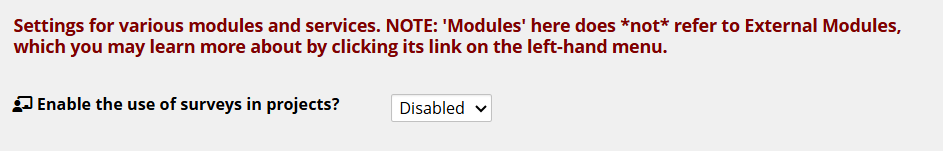 Settings for various modules and services. NOTE: 'Modules' here does *not* refer to External Modules,
which you may learn more about by clicking its link on the left-hand menu.
Enable the use of surveys in projects? Disabled